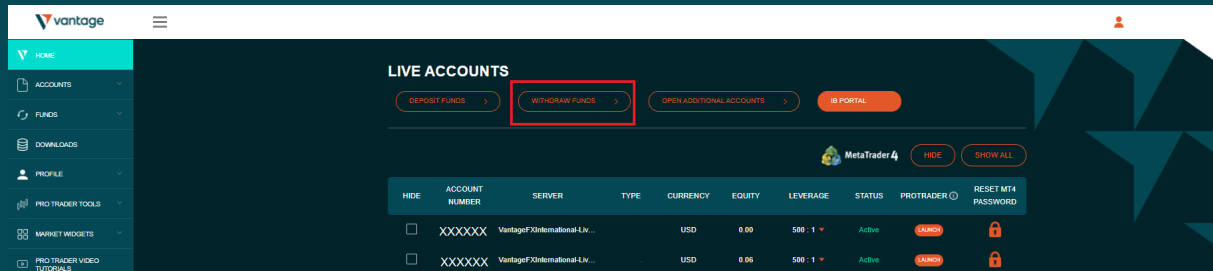 vantage
HOME
ACCOUNTS
FUNDS
DOWNLOADS
PROFILE
PRO TRADER TOOLS
MARKET WIDGETS
PRO TRADER VIDEO
TUTORIALS
LIVE ACCOUNTS
DEPOSIT FUNDS > WITHDRAW FUNDS > OPEN ADDITIONAL ACCOUNTS > IB PORTAL
MetaTrader 4 HIDE SHOW ALL
HIDE ACCOUNT NUMBER SERVER TYPE CURRENCY EQUITY LEVERAGE STATUS PROTRADER RESET MT4 PASSWORD
XXXXXX VantageFXInternational-Liv... USD 0.00 500 : 1 Active LAUNCH
XXXXXX VantageFXInternational-Liv... USD 0.06 500 : 1 Active LAUNCH